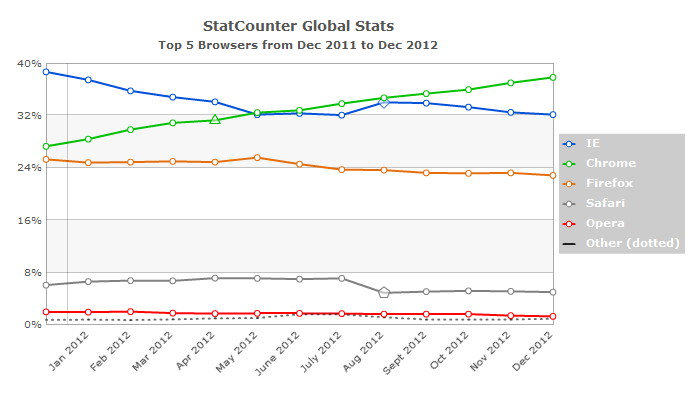 StatCounter Global Stats
Top 5 Browsers from Dec 2011 to Dec 2012
40%
32%
24%
16%
8%
0%
IE
Chrome
Firefox
Safari
Opera
Other (dotted)
Jan 2012
Feb 2012
Mar 2012
Apr 2012
May 2012
June 2012
July 2012
Aug 2012
Sept 2012
Oct 2012
Nov 2012
Dec 2012